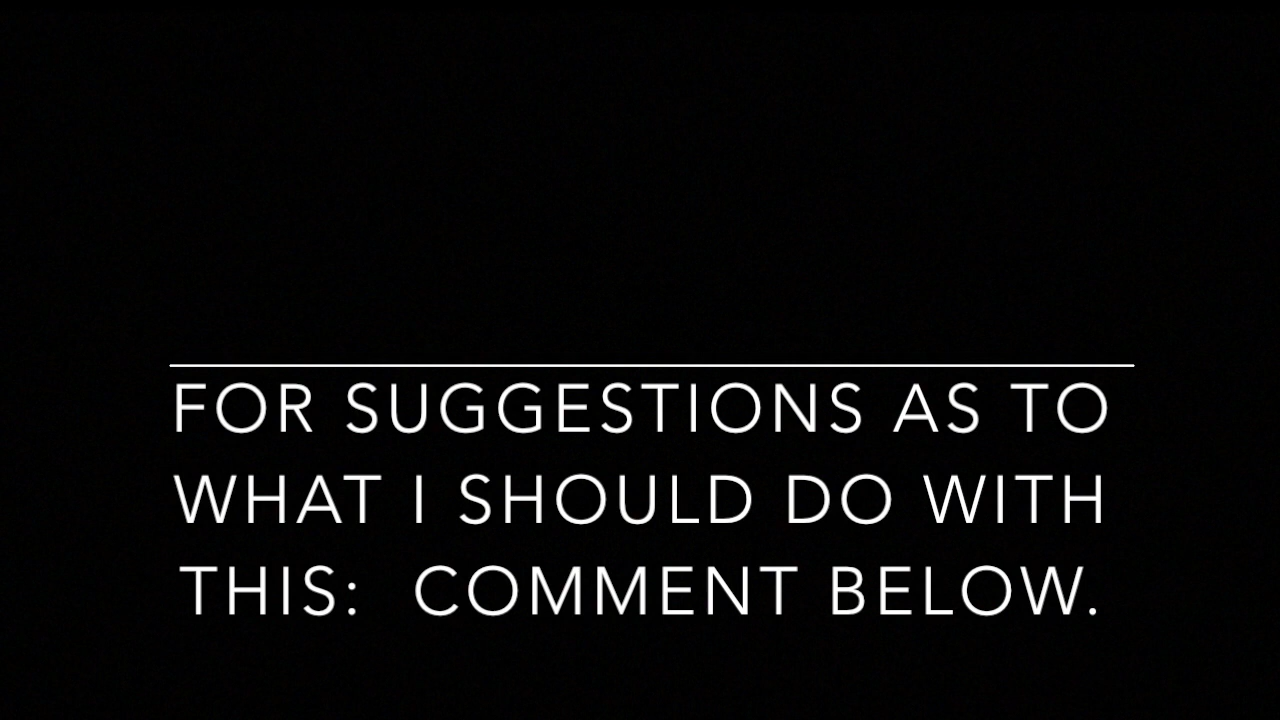 FOR SUGGESTIONS AS TO
WHAT I SHOULD DO WITH
THIS:  COMMENT BELOW.